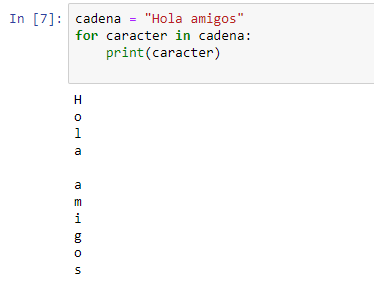 In [7]: cadena = "Hola amigos"
for caracter in cadena:
    print(caracter)
H
o
l
a

a
m
i
g
o
s